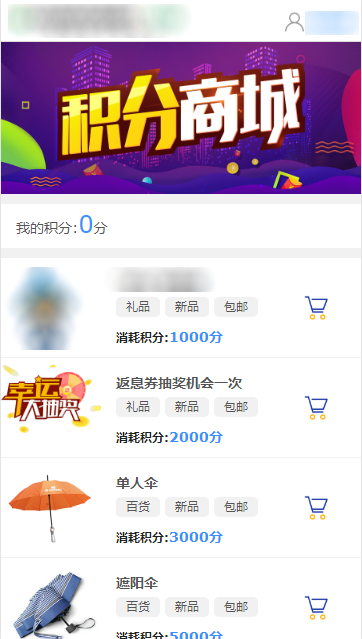 积分商城
我的积分:0分
礼品 新品 包邮
消耗积分:1000分
幸运
大抽奖
返息券抽奖机会一次
礼品 新品 包邮
消耗积分:2000分
单人伞
百货 新品 包邮
消耗积分:3000分
遮阳伞
百货 新品 包邮
消耗积分:5000分